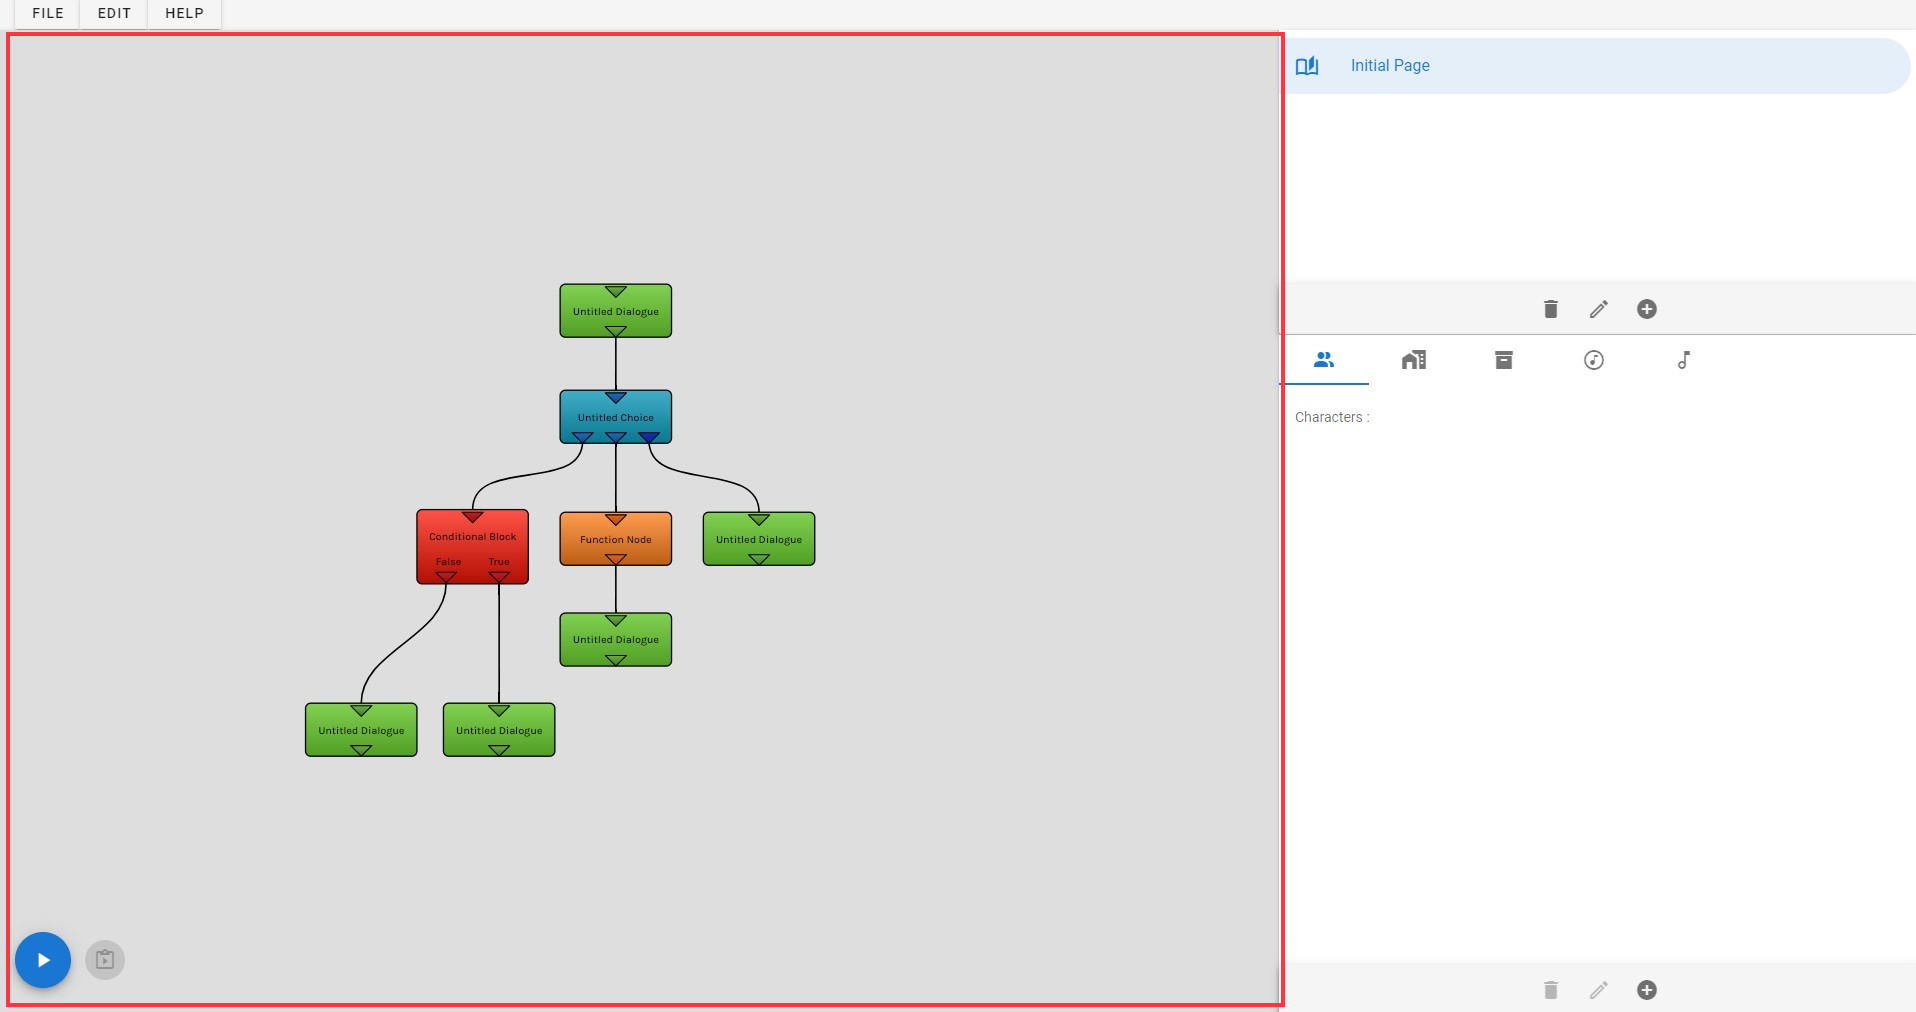 FILE EDIT HELP
Initial Page
Untitled Dialogue
Characters :
Untitled Choice
Conditional Block
False True
Function Node
Untitled Dialogue
Untitled Dialogue
Untitled Dialogue
Untitled Dialogue